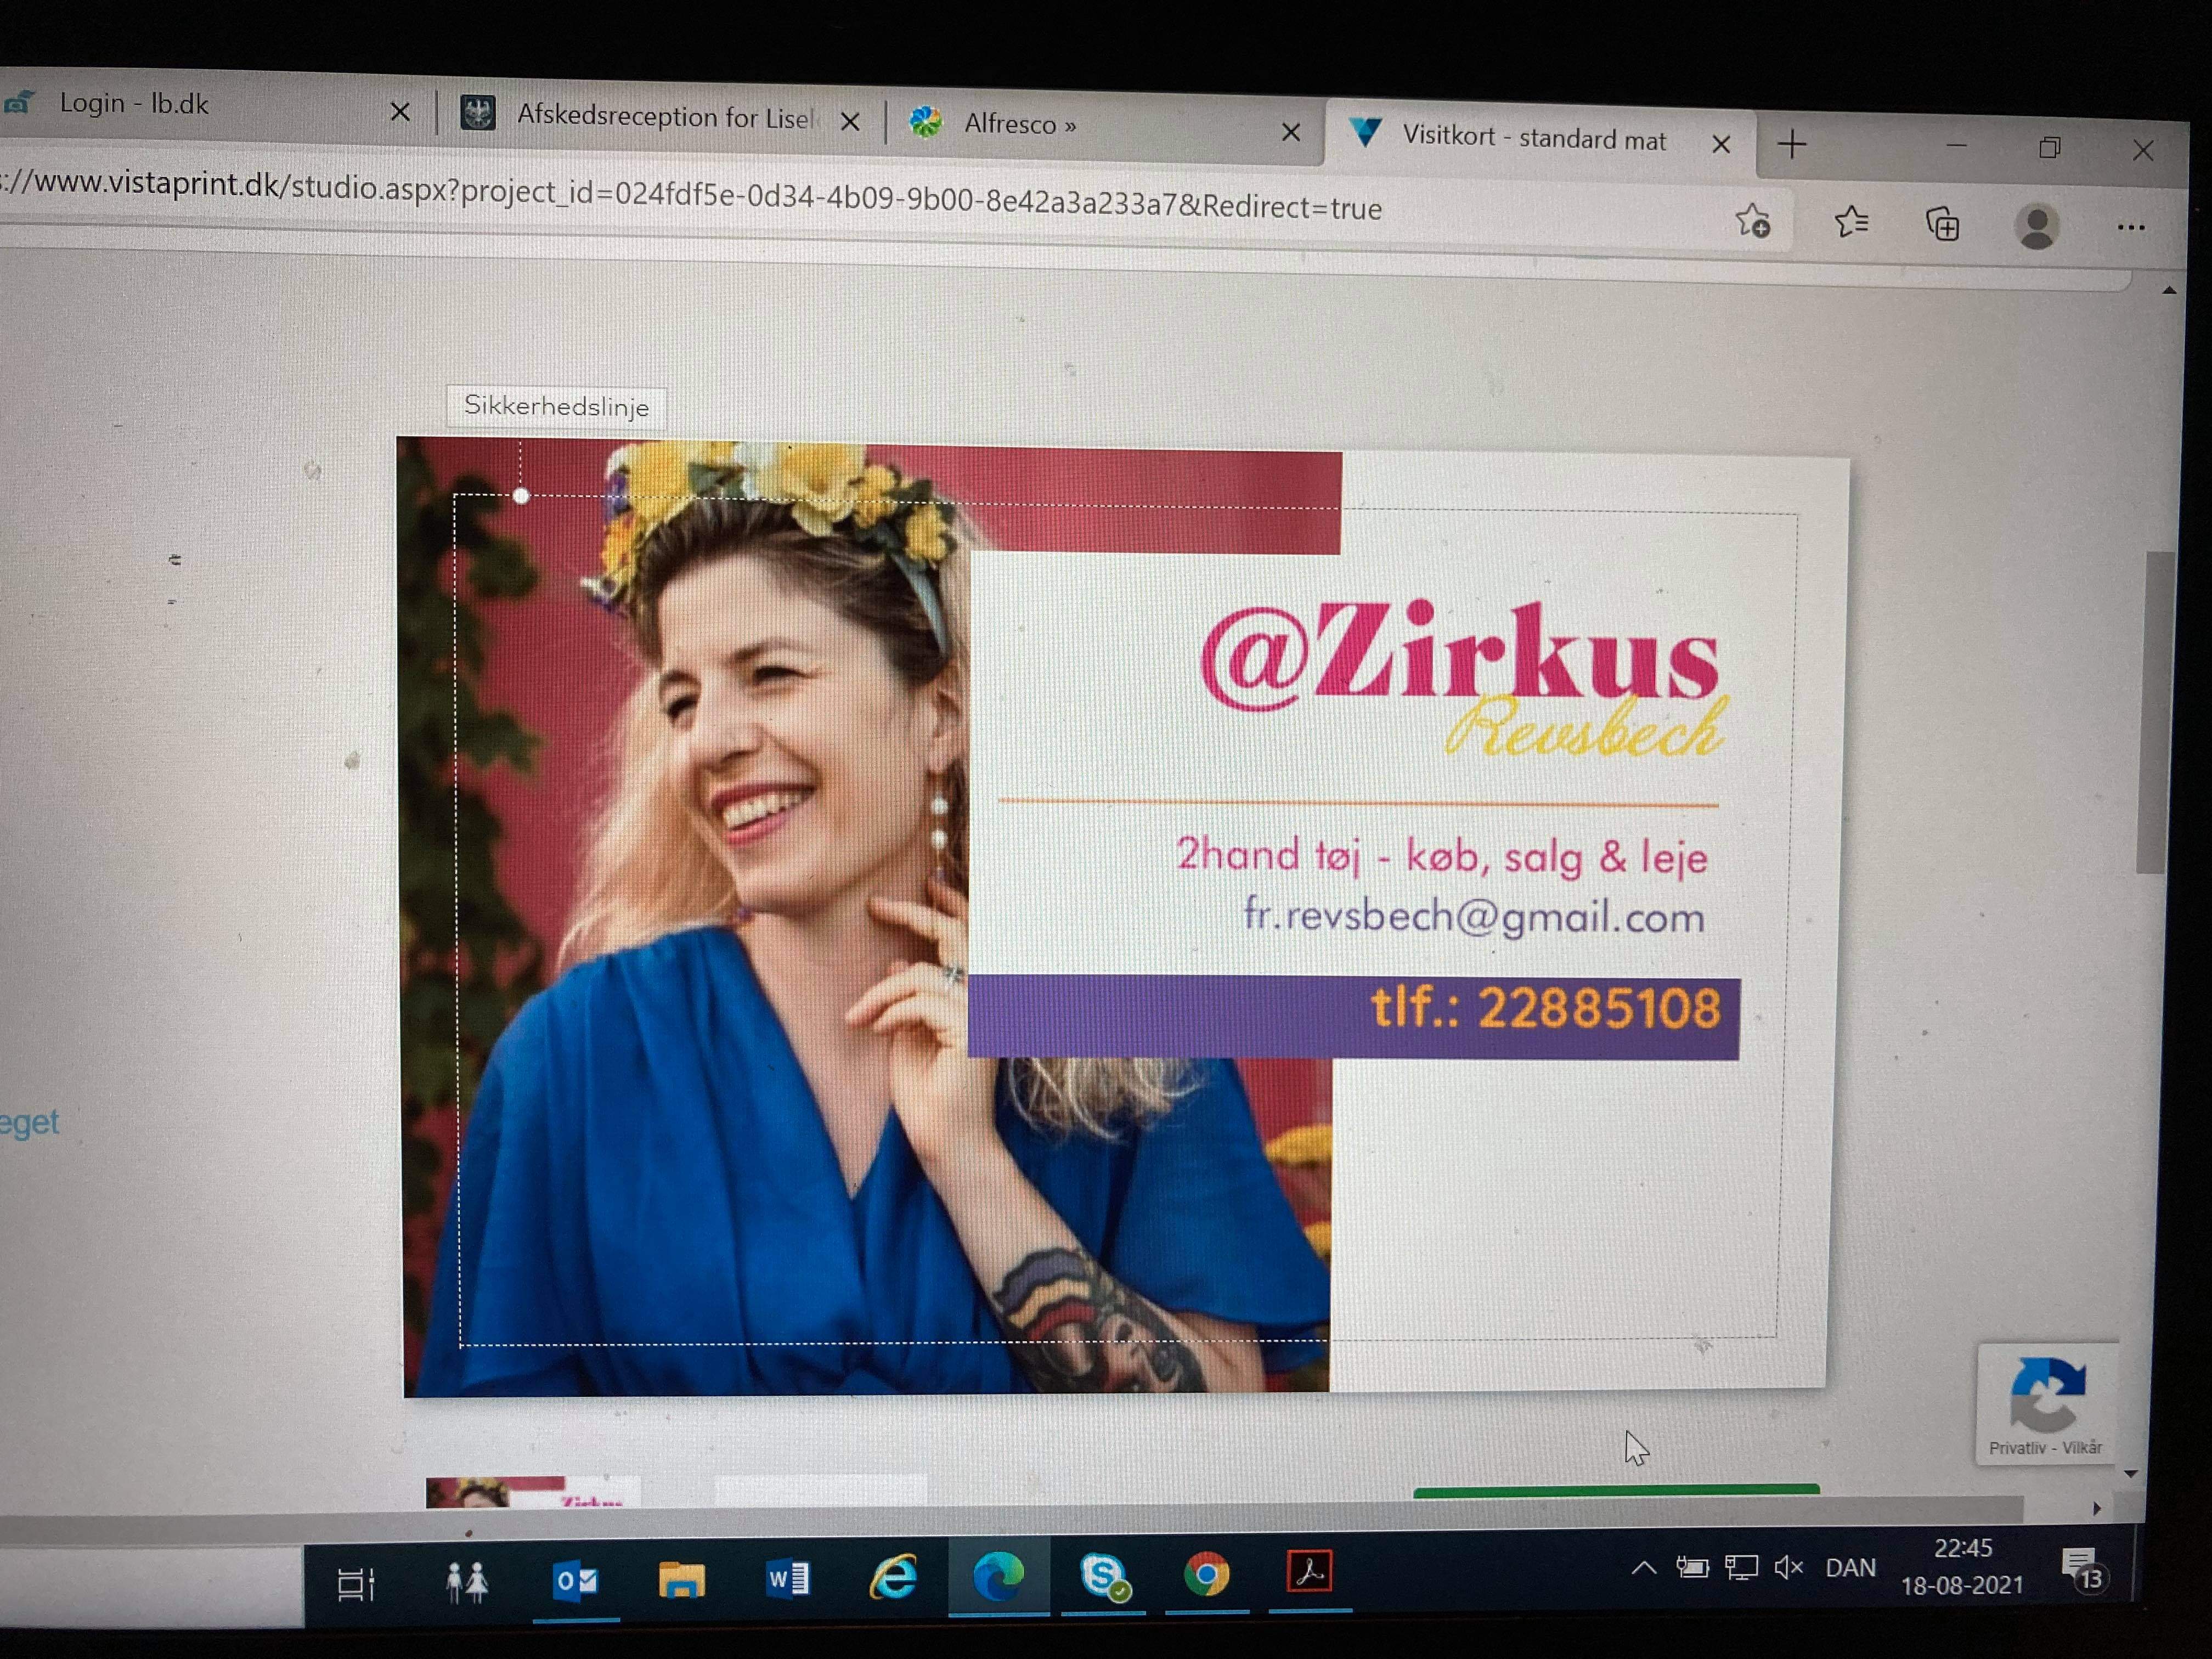 Login - lb.dk
Afskedsreception for Lisel
Alfresco »
Visitkort - standard mat
://www.vistaprint.dk/studio.aspx?project_id=024fdf5e-0d34-4b09-9b00-8e42a3a233a7&Redirect=true
Sikkerhedslinje
@Zirkus
Revsbech
2hand tøj - køb, salg & leje
fr.revsbech@gmail.com
tlf.: 22885108
eget
Privatliv - Vilkår
Zirkus
DAN
22:45
18-08-2021
13